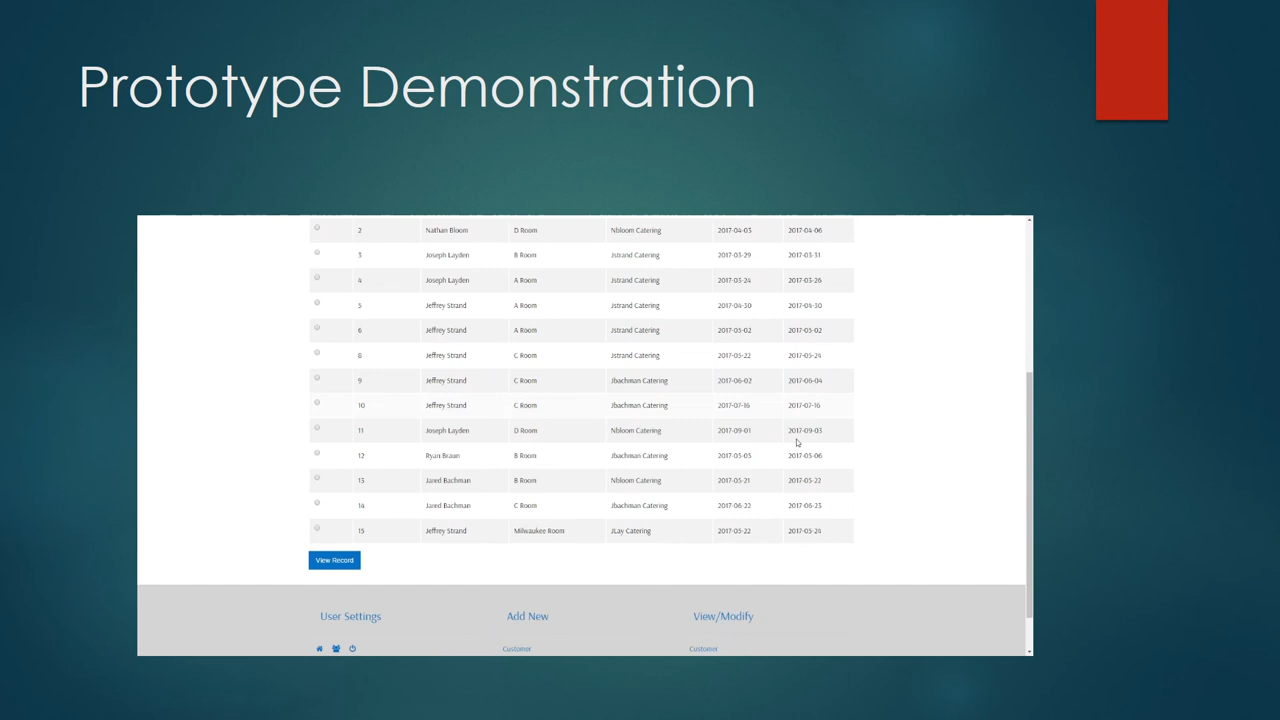 Prototype Demonstration
2 Nathan Bloom D Room Nbloom Catering 2017-04-03 2017-04-06
3 Joseph Layden B Room Jstrand Catering 2017-03-29 2017-03-31
4 Joseph Layden A Room Jstrand Catering 2017-03-24 2017-03-26
5 Jeffrey Strand A Room Jstrand Catering 2017-04-30 2017-04-30
6 Jeffrey Strand A Room Jstrand Catering 2017-05-02 2017-05-02
8 Jeffrey Strand C Room Jstrand Catering 2017-05-22 2017-05-24
9 Jeffrey Strand C Room Jbachman Catering 2017-06-02 2017-06-04
10 Jeffrey Strand C Room Jbachman Catering 2017-07-16 2017-07-16
11 Joseph Layden D Room Nbloom Catering 2017-09-01 2017-09-03
12 Ryan Braun B Room Jbachman Catering 2017-05-05 2017-05-06
13 Jared Bachman B Room Nbloom Catering 2017-05-21 2017-05-22
14 Jared Bachman C Room Jbachman Catering 2017-06-22 2017-06-23
15 Jeffrey Strand Milwaukee Room JLay Catering 2017-05-22 2017-05-24
View Record
User Settings Add New View/Modify
Customer Customer